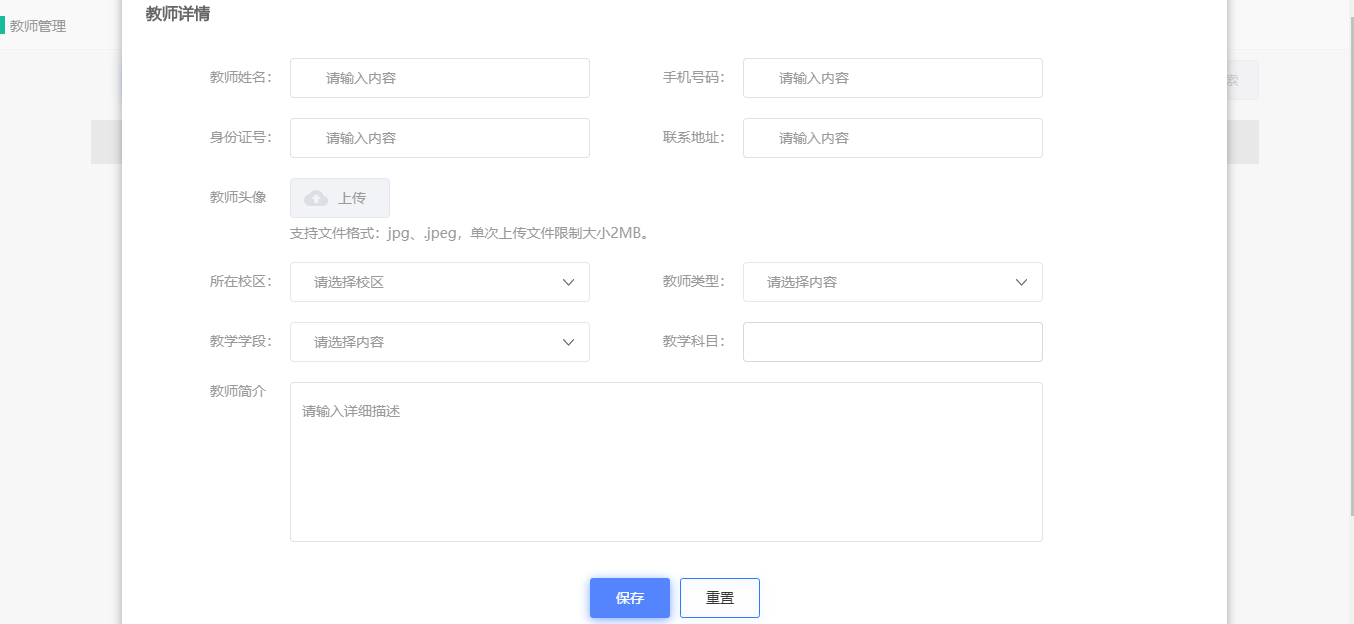 教师详情
教师管理
教师姓名： 请输入内容 手机号码： 请输入内容
索
身份证号： 请输入内容 联系地址： 请输入内容
教师头像 上传
支持文件格式：jpg、.jpeg，单次上传文件限制大小2MB。
所在校区： 请选择校区 教师类型： 请选择内容
教学学段： 请选择内容 教学科目：
教师简介
请输入详细描述
保存 重置